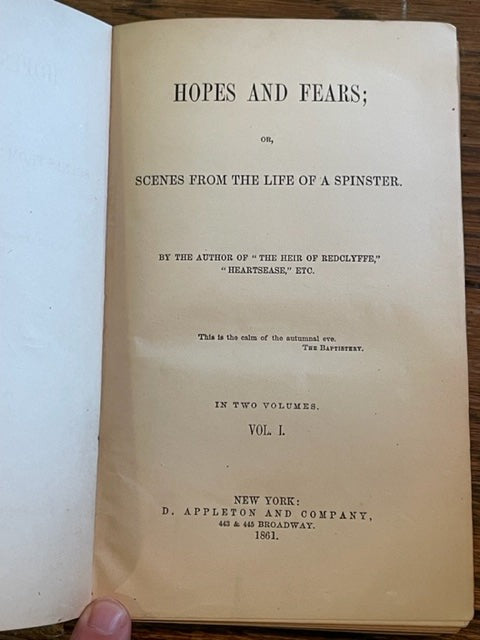 HOPES AND FEARS;
OR,
SCENES FROM THE LIFE OF A SPINSTER.
BY THE AUTHOR OF "THE HEIR OF REDCLYFFE,"
"HEARTSEASE," ETC.
This is the calm of the autumnal eve.
THE BAPTISTERY.
IN TWO VOLUMES.
VOL. I.
NEW YORK:
D. APPLETON AND COMPANY,
443 & 445 BROADWAY.
1861.